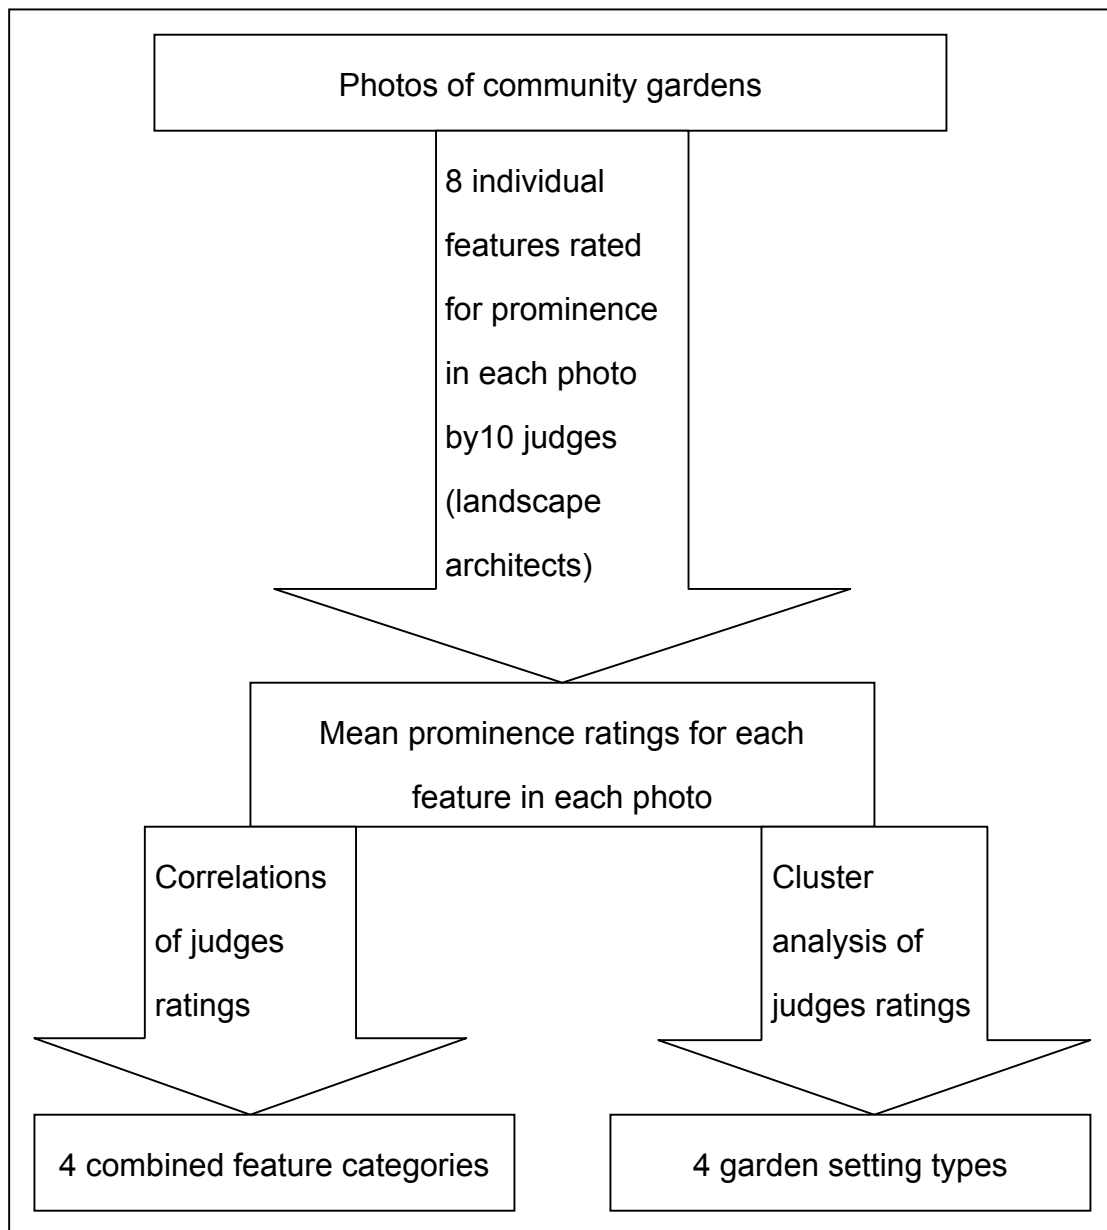 Photos of community gardens
8 individual
features rated
for prominence
in each photo
by10 judges
(landscape
architects)
Mean prominence ratings for each
feature in each photo
Correlations
of judges
ratings
Cluster
analysis of
judges ratings
4 combined feature categories
4 garden setting types